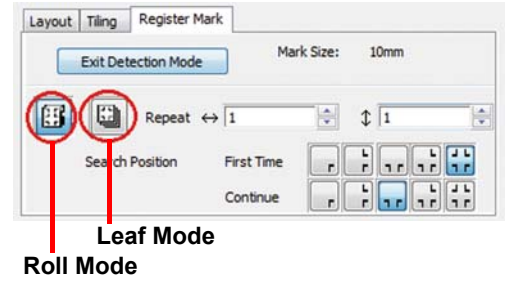 Layout Tiling Register Mark
Exit Detection Mode Mark Size: 10mm
Repeat ↔ 1 ↕ 1
Search Position First Time
Continue
Leaf Mode
Roll Mode